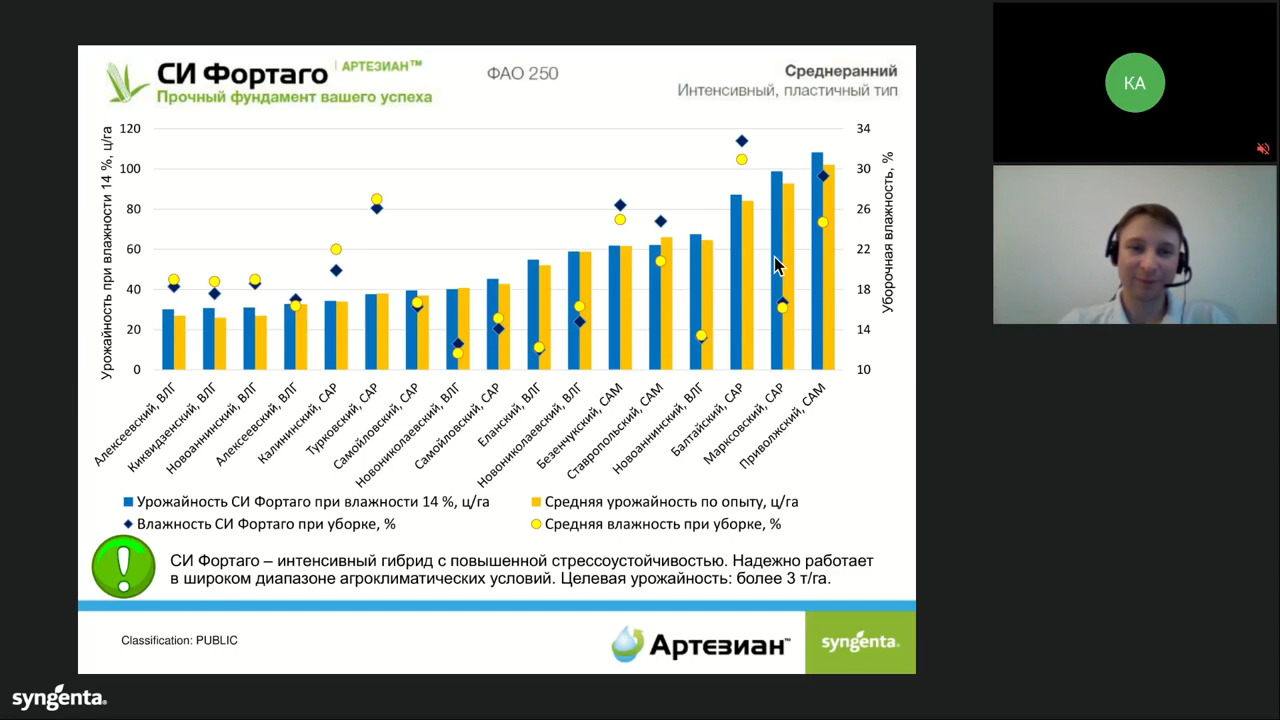 СИ Фортаго АРТЕЗИАН™
Прочный фундамент вашего успеха
ФАО 250
Среднеранний
Интенсивный, пластичный тип
КА
Урожайность при влажности 14 %, ц/га
120
100
80
60
40
20
0
34
30
26
22
18
14
10
Уборочная влажность, %
Алексеевский, ВЛГ
Киквидзенский, ВЛГ
Новоаннинский, ВЛГ
Алексеевский, ВЛГ
Калининский, САР
Турковский, САР
Самойловский, САР
Новониколаевский, ВЛГ
Самойловский, САР
Еланский, ВЛГ
Новониколаевский, ВЛГ
Безенчукский, САМ
Ставропольский, САМ
Новоаннинский, ВЛГ
Балтайский, САР
Марксовский, САР
Приволжский, САМ
Урожайность СИ Фортаго при влажности 14 %, ц/га
Средняя урожайность по опыту, ц/га
Влажность СИ Фортаго при уборке, %
Средняя влажность при уборке, %
СИ Фортаго – интенсивный гибрид с повышенной стрессоустойчивостью. Надежно работает
в широком диапазоне агроклиматических условий. Целевая урожайность: более 3 т/га.
Classification: PUBLIC
Артезиан™
syngenta.
syngenta.